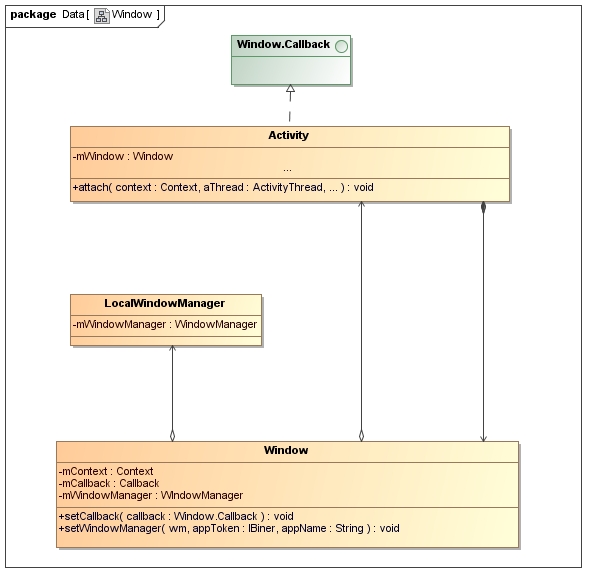 package Data[ Window ]
Window.Callback
Activity
-mWindow : Window
...
+attach( context : Context, aThread : ActivityThread, ... ) : void
LocalWindowManager
-mWindowManager : WindowManager
Window
-mContext : Context
-mCallback : Callback
-mWindowManager : WIndowManager
+setCallback( callback : Window.Callback ) : void
+setWindowManager( wm, appToken : IBiner, appName : String ) : void